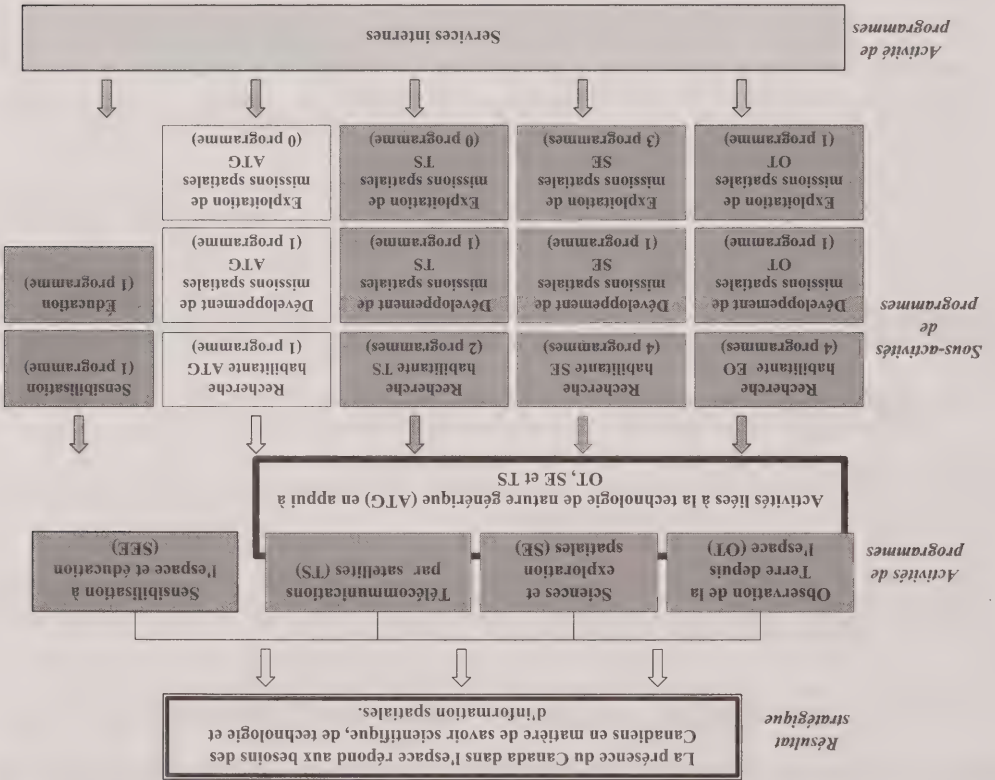 Résultat
stratégique
La présence du Canada dans l'espace répond aux besoins des
Canadiens en matière de savoir scientifique, de technologie et
d'information spatiales.
Activités de
programmes
Observation de la
Terre depuis
l'espace (OT)
Sciences et
exploration
spatiales (SE)
Télécommunications
par satellites (TS)
Sensibilisation à
l'espace et éducation
(SEE)
Activités liées à la technologie de nature générique (ATG) en appui à
OT, SE et TS
Sous-activités
de
programmes
Recherche
habilitante EO
(4 programmes)
Recherche
habilitante SE
(4 programmes)
Recherche
habilitante TS
(2 programmes)
Recherche
habilitante ATG
(1 programme)
Sensibilisation
(1 programme)
Développement de
missions spatiales
OT
(1 programme)
Développement de
missions spatiales
SE
(1 programme)
Développement de
missions spatiales
TS
(1 programme)
Développement de
missions spatiales
ATG
(1 programme)
Éducation
(1 programme)
Exploitation de
missions spatiales
OT
(1 programme)
Exploitation de
missions spatiales
SE
(3 programmes)
Exploitation de
missions spatiales
TS
(0 programme)
Exploitation de
missions spatiales
ATG
(0 programme)
Activité de
programmes
Services internes